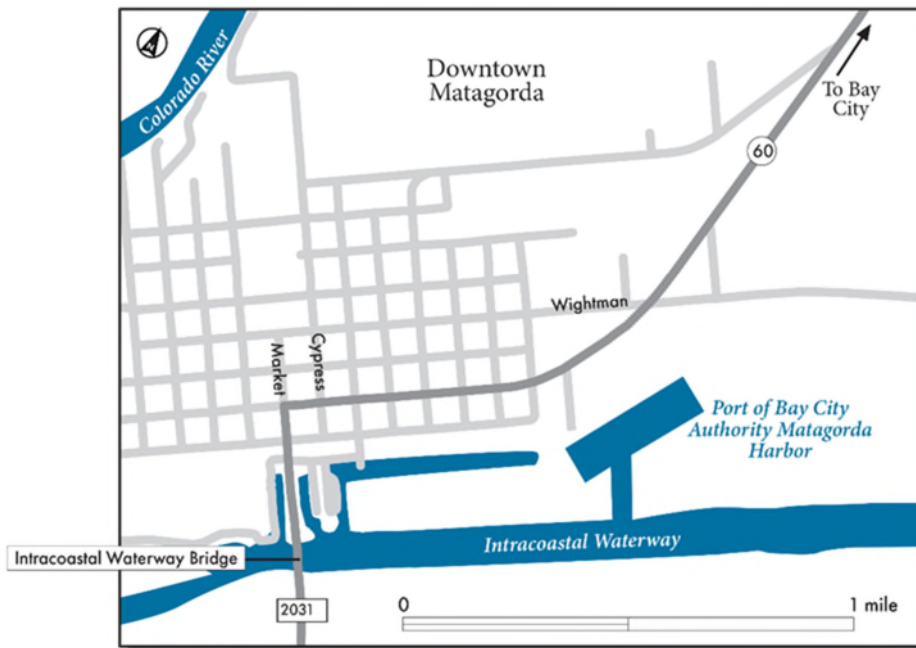 N
Colorado River
Downtown
Matagorda
To Bay
City
60
Wightman
Cypress
Market
Port of Bay City
Authority Matagorda
Harbor
Intracoastal Waterway
Intracoastal Waterway Bridge
2031
0
1 mile